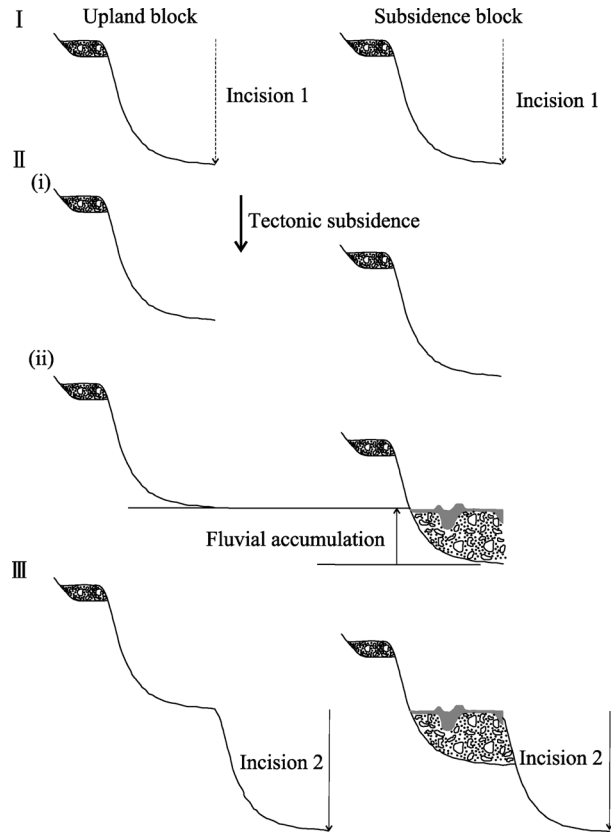 I
Upland block
Subsidence block
Incision 1
Incision 1
II
(i)
Tectonic subsidence
(ii)
Fluvial accumulation
III
Incision 2
Incision 2